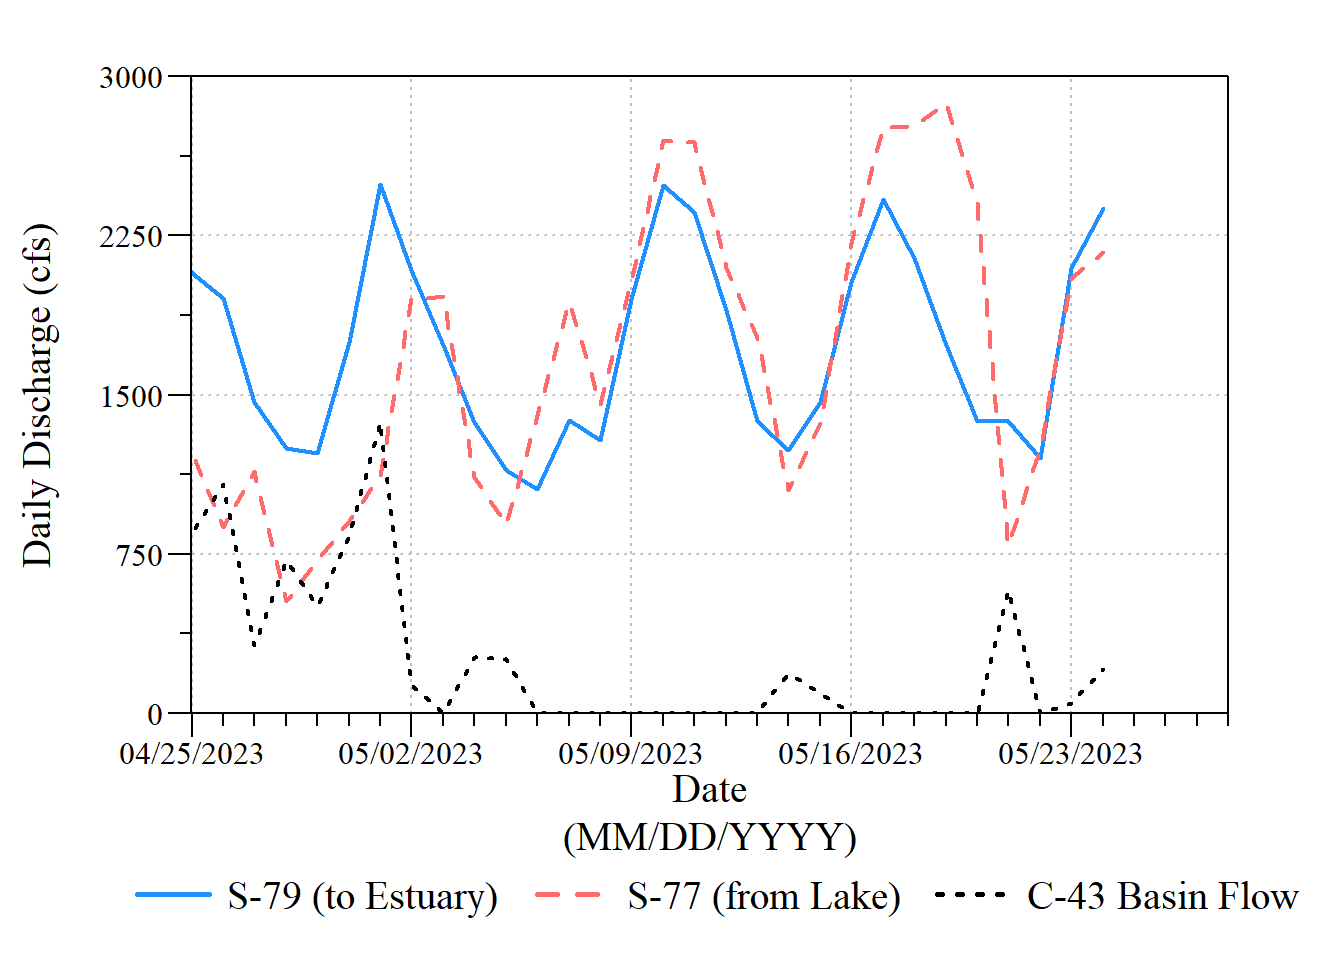 3000
2250
1500
750
0
Daily Discharge (cfs)
04/25/2023 05/02/2023 05/09/2023 05/16/2023 05/23/2023
Date
(MM/DD/YYYY)
S-79 (to Estuary) S-77 (from Lake) C-43 Basin Flow